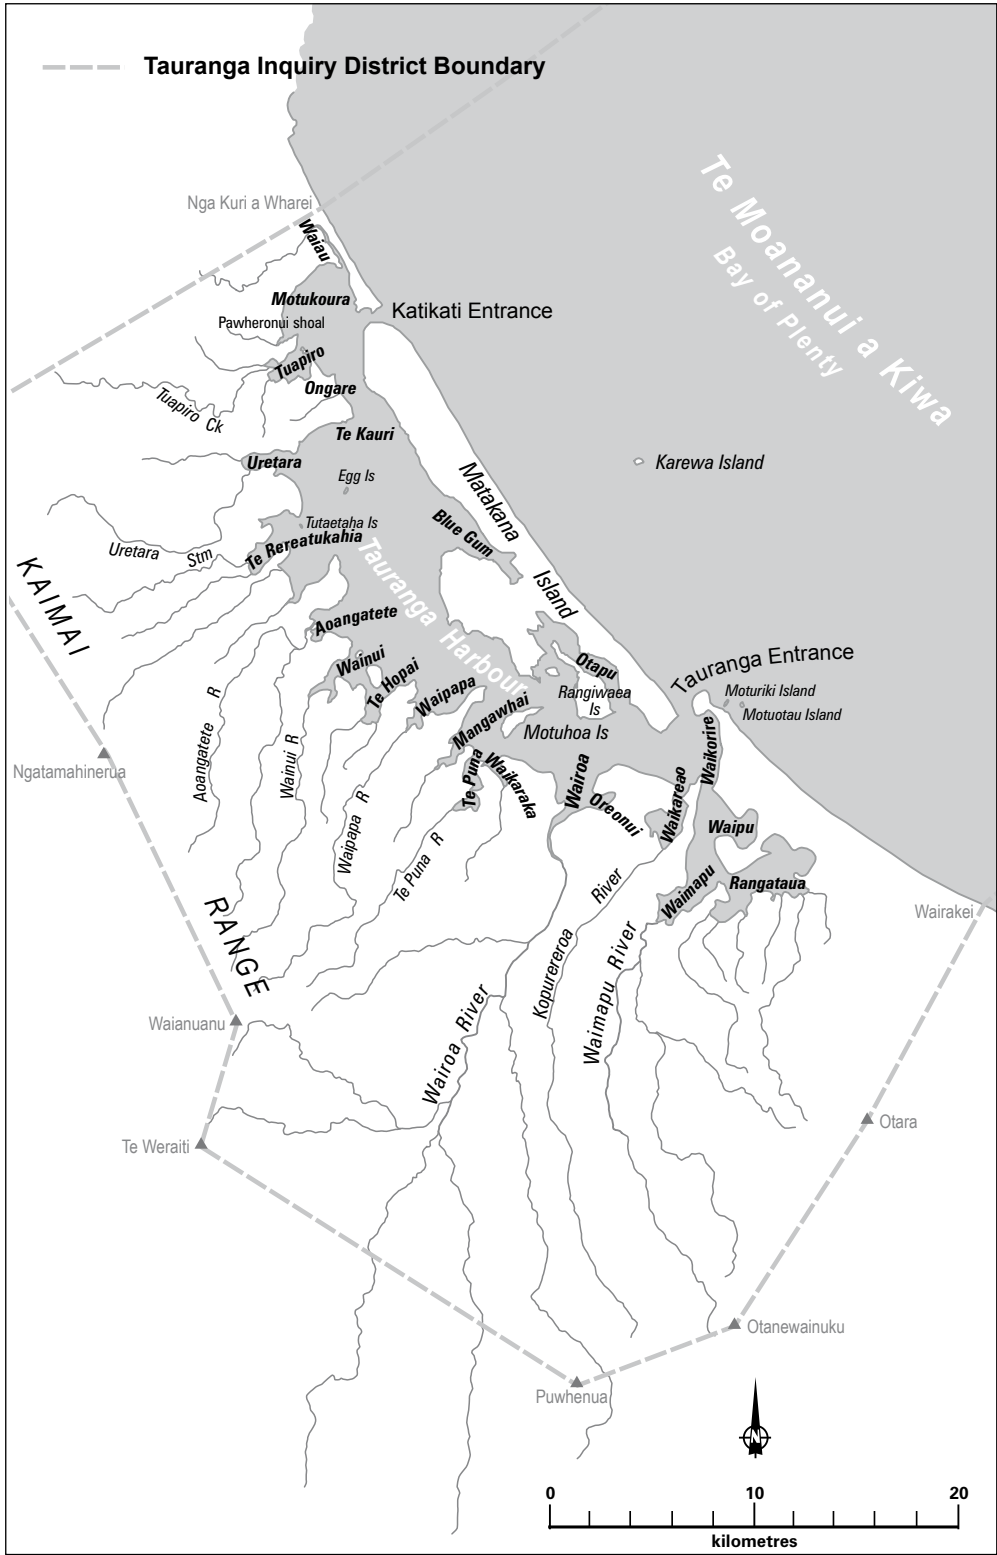 Tauranga Inquiry District Boundary
Te Moananui a Kiwa
Bay of Plenty
Nga Kuri a Wharei
Waiau
Motukoura
Katikati Entrance
Pawheronui shoal
Tuapiro
Ongare
Tuapiro Ck
Te Kauri
Uretara
Karewa Island
Egg Is
Matakana
Island
Blue Gum
Tutaetaha Is
Te Rereatukahia
Uretara Stm
Tauranga Harbour
KAIMAI
Aoangatete
Wainui
Otapu
Tauranga Entrance
Te Hopai
Waipapa
Rangiwaea
Is
Moturiki Island
Motuotau Island
Mangawhai
Motuhoa Is
Aoangatete R
Wainui R
Ngatamahinerua
Te Puna
Waikaraka
Wairoa
Oreonui
Waikareao
Waikorire
Waipu
Waipapa R
Te Puna R
River
Waimapu
Rangataua
Wairakei
RANGE
Kopurereroa
Waimapu River
Waianuanu
Wairoa River
Te Weraiti
Otara
Otanewainuku
Puwhenua
0 10 20
kilometres